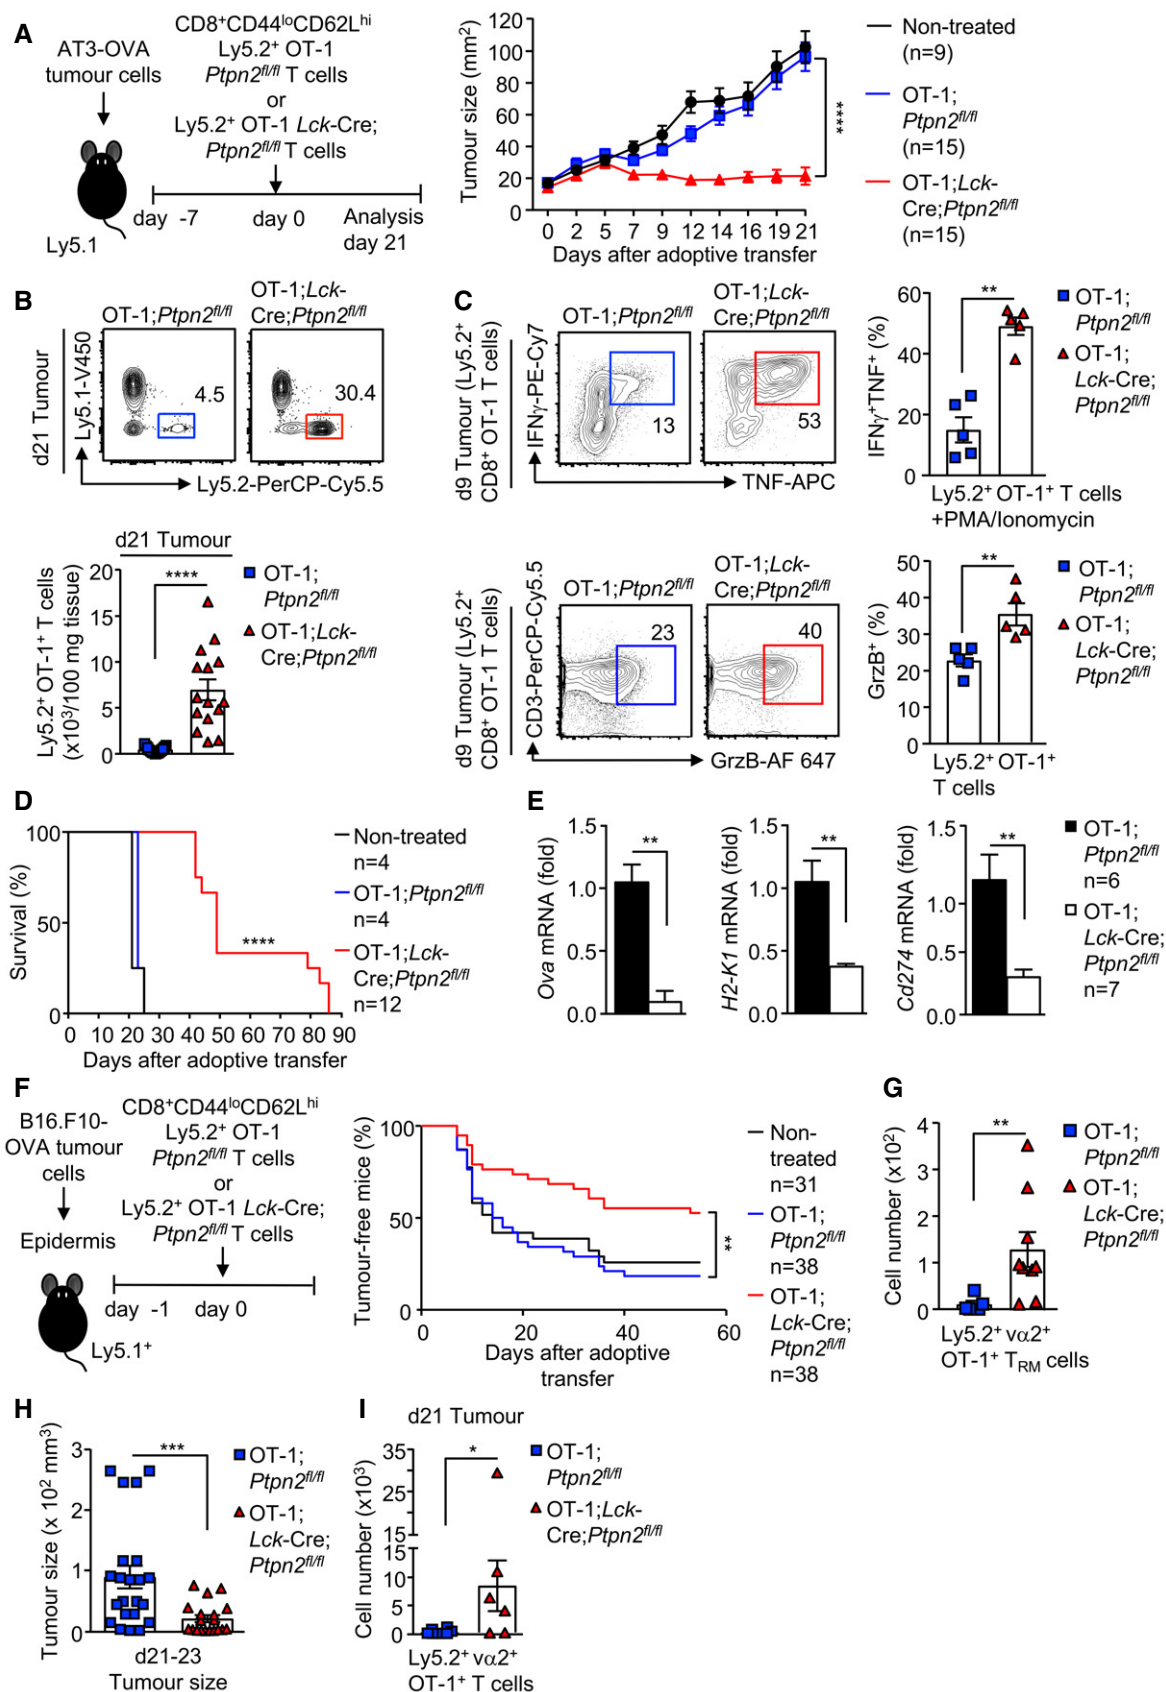 A
AT3-OVA
tumour cells
CD8⁺CD44ˡᵒCD62Lʰⁱ
Ly5.2⁺ OT-1
Ptpn2ᶠˡ/ᶠˡ T cells
or
Ly5.2⁺ OT-1 Lck-Cre;
Ptpn2ᶠˡ/ᶠˡ T cells
day -7
day 0
Analysis
day 21
Ly5.1
Tumour size (mm²)
120
100
80
60
40
20
0
0 2 5 7 9 12 14 16 19 21
Days after adoptive transfer
****
Non-treated
(n=9)
OT-1;
Ptpn2ᶠˡ/ᶠˡ
(n=15)
OT-1;Lck-
Cre;Ptpn2ᶠˡ/ᶠˡ
(n=15)
B
OT-1;Ptpn2ᶠˡ/ᶠˡ
OT-1;Lck-
Cre;Ptpn2ᶠˡ/ᶠˡ
d21 Tumour
Ly5.1-V450
4.5
30.4
Ly5.2-PerCP-Cy5.5
d21 Tumour
Ly5.2⁺ OT-1⁺ T cells
(x10³/100 mg tissue)
20
15
10
5
0
****
OT-1;
Ptpn2ᶠˡ/ᶠˡ
OT-1;Lck-
Cre;Ptpn2ᶠˡ/ᶠˡ
C
OT-1;Ptpn2ᶠˡ/ᶠˡ
OT-1;Lck-
Cre;Ptpn2ᶠˡ/ᶠˡ
d9 Tumour (Ly5.2⁺
CD8⁺ OT-1 T cells)
IFNγ-PE-Cy7
13
53
TNF-APC
IFNγ⁺TNF⁺ (%)
60
40
20
0
**
Ly5.2⁺ OT-1⁺ T cells
+PMA/Ionomycin
OT-1;
Ptpn2ᶠˡ/ᶠˡ
OT-1;
Lck-Cre;
Ptpn2ᶠˡ/ᶠˡ
OT-1;Ptpn2ᶠˡ/ᶠˡ
OT-1;Lck-
Cre;Ptpn2ᶠˡ/ᶠˡ
d9 Tumour (Ly5.2⁺
CD8⁺ OT-1 T cells)
CD3-PerCP-Cy5.5
23
40
GrzB-AF 647
GrzB⁺ (%)
50
40
30
20
10
0
**
Ly5.2⁺ OT-1⁺
T cells
OT-1;
Ptpn2ᶠˡ/ᶠˡ
OT-1;
Lck-Cre;
Ptpn2ᶠˡ/ᶠˡ
D
Survival (%)
100
50
0
0 10 20 30 40 50 60 70 80 90
Days after adoptive transfer
****
Non-treated
n=4
OT-1;Ptpn2ᶠˡ/ᶠˡ
n=4
OT-1;Lck-
Cre;Ptpn2ᶠˡ/ᶠˡ
n=12
E
Ova mRNA (fold)
1.5
1.0
0.5
0.0
**
H2-K1 mRNA (fold)
1.5
1.0
0.5
0.0
**
Cd274 mRNA (fold)
1.5
1.0
0.5
0.0
**
OT-1;
Ptpn2ᶠˡ/ᶠˡ
n=6
OT-1;
Lck-Cre;
Ptpn2ᶠˡ/ᶠˡ
n=7
F
B16.F10-
OVA tumour
cells
Epidermis
CD8⁺CD44ˡᵒCD62Lʰⁱ
Ly5.2⁺ OT-1
Ptpn2ᶠˡ/ᶠˡ T cells
or
Ly5.2⁺ OT-1 Lck-Cre;
Ptpn2ᶠˡ/ᶠˡ T cells
day -1
day 0
Ly5.1⁺
Tumour-free mice (%)
100
50
0
0 20 40 60
Days after adoptive
transfer
**
Non-
treated
n=31
OT-1;
Ptpn2ᶠˡ/ᶠˡ
n=38
OT-1;
Lck-Cre;
Ptpn2ᶠˡ/ᶠˡ
n=38
G
Cell number (x10²)
4
3
2
1
0
**
Ly5.2⁺ vα2⁺
OT-1⁺ T_RM cells
OT-1;
Ptpn2ᶠˡ/ᶠˡ
OT-1;
Lck-Cre;
Ptpn2ᶠˡ/ᶠˡ
H
Tumour size (x 10² mm³)
3
2
1
0
***
d21-23
Tumour size
OT-1;
Ptpn2ᶠˡ/ᶠˡ
OT-1;
Lck-Cre;
Ptpn2ᶠˡ/ᶠˡ
I
d21 Tumour
Cell number (x10³)
35
25
15
15
10
5
0
*
Ly5.2⁺ vα2⁺
OT-1⁺ T cells
OT-1;
Ptpn2ᶠˡ/ᶠˡ
OT-1;Lck-
Cre;Ptpn2ᶠˡ/ᶠˡ